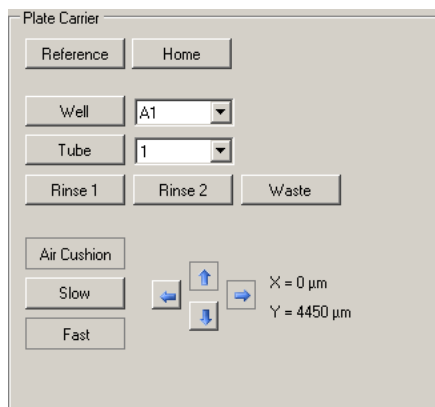 Plate Carrier
Reference Home
Well A1
Tube 1
Rinse 1 Rinse 2 Waste
Air Cushion
Slow
Fast
X = 0 µm
Y = 4450 µm